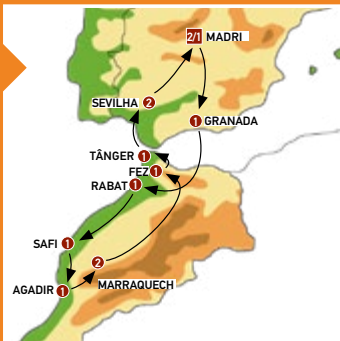 2/1 MADRI
SEVILHA 2
1 GRANADA
TÂNGER 1
FEZ 1
RABAT 1
SAFI 1
2
MARRAQUECH
AGADIR 1